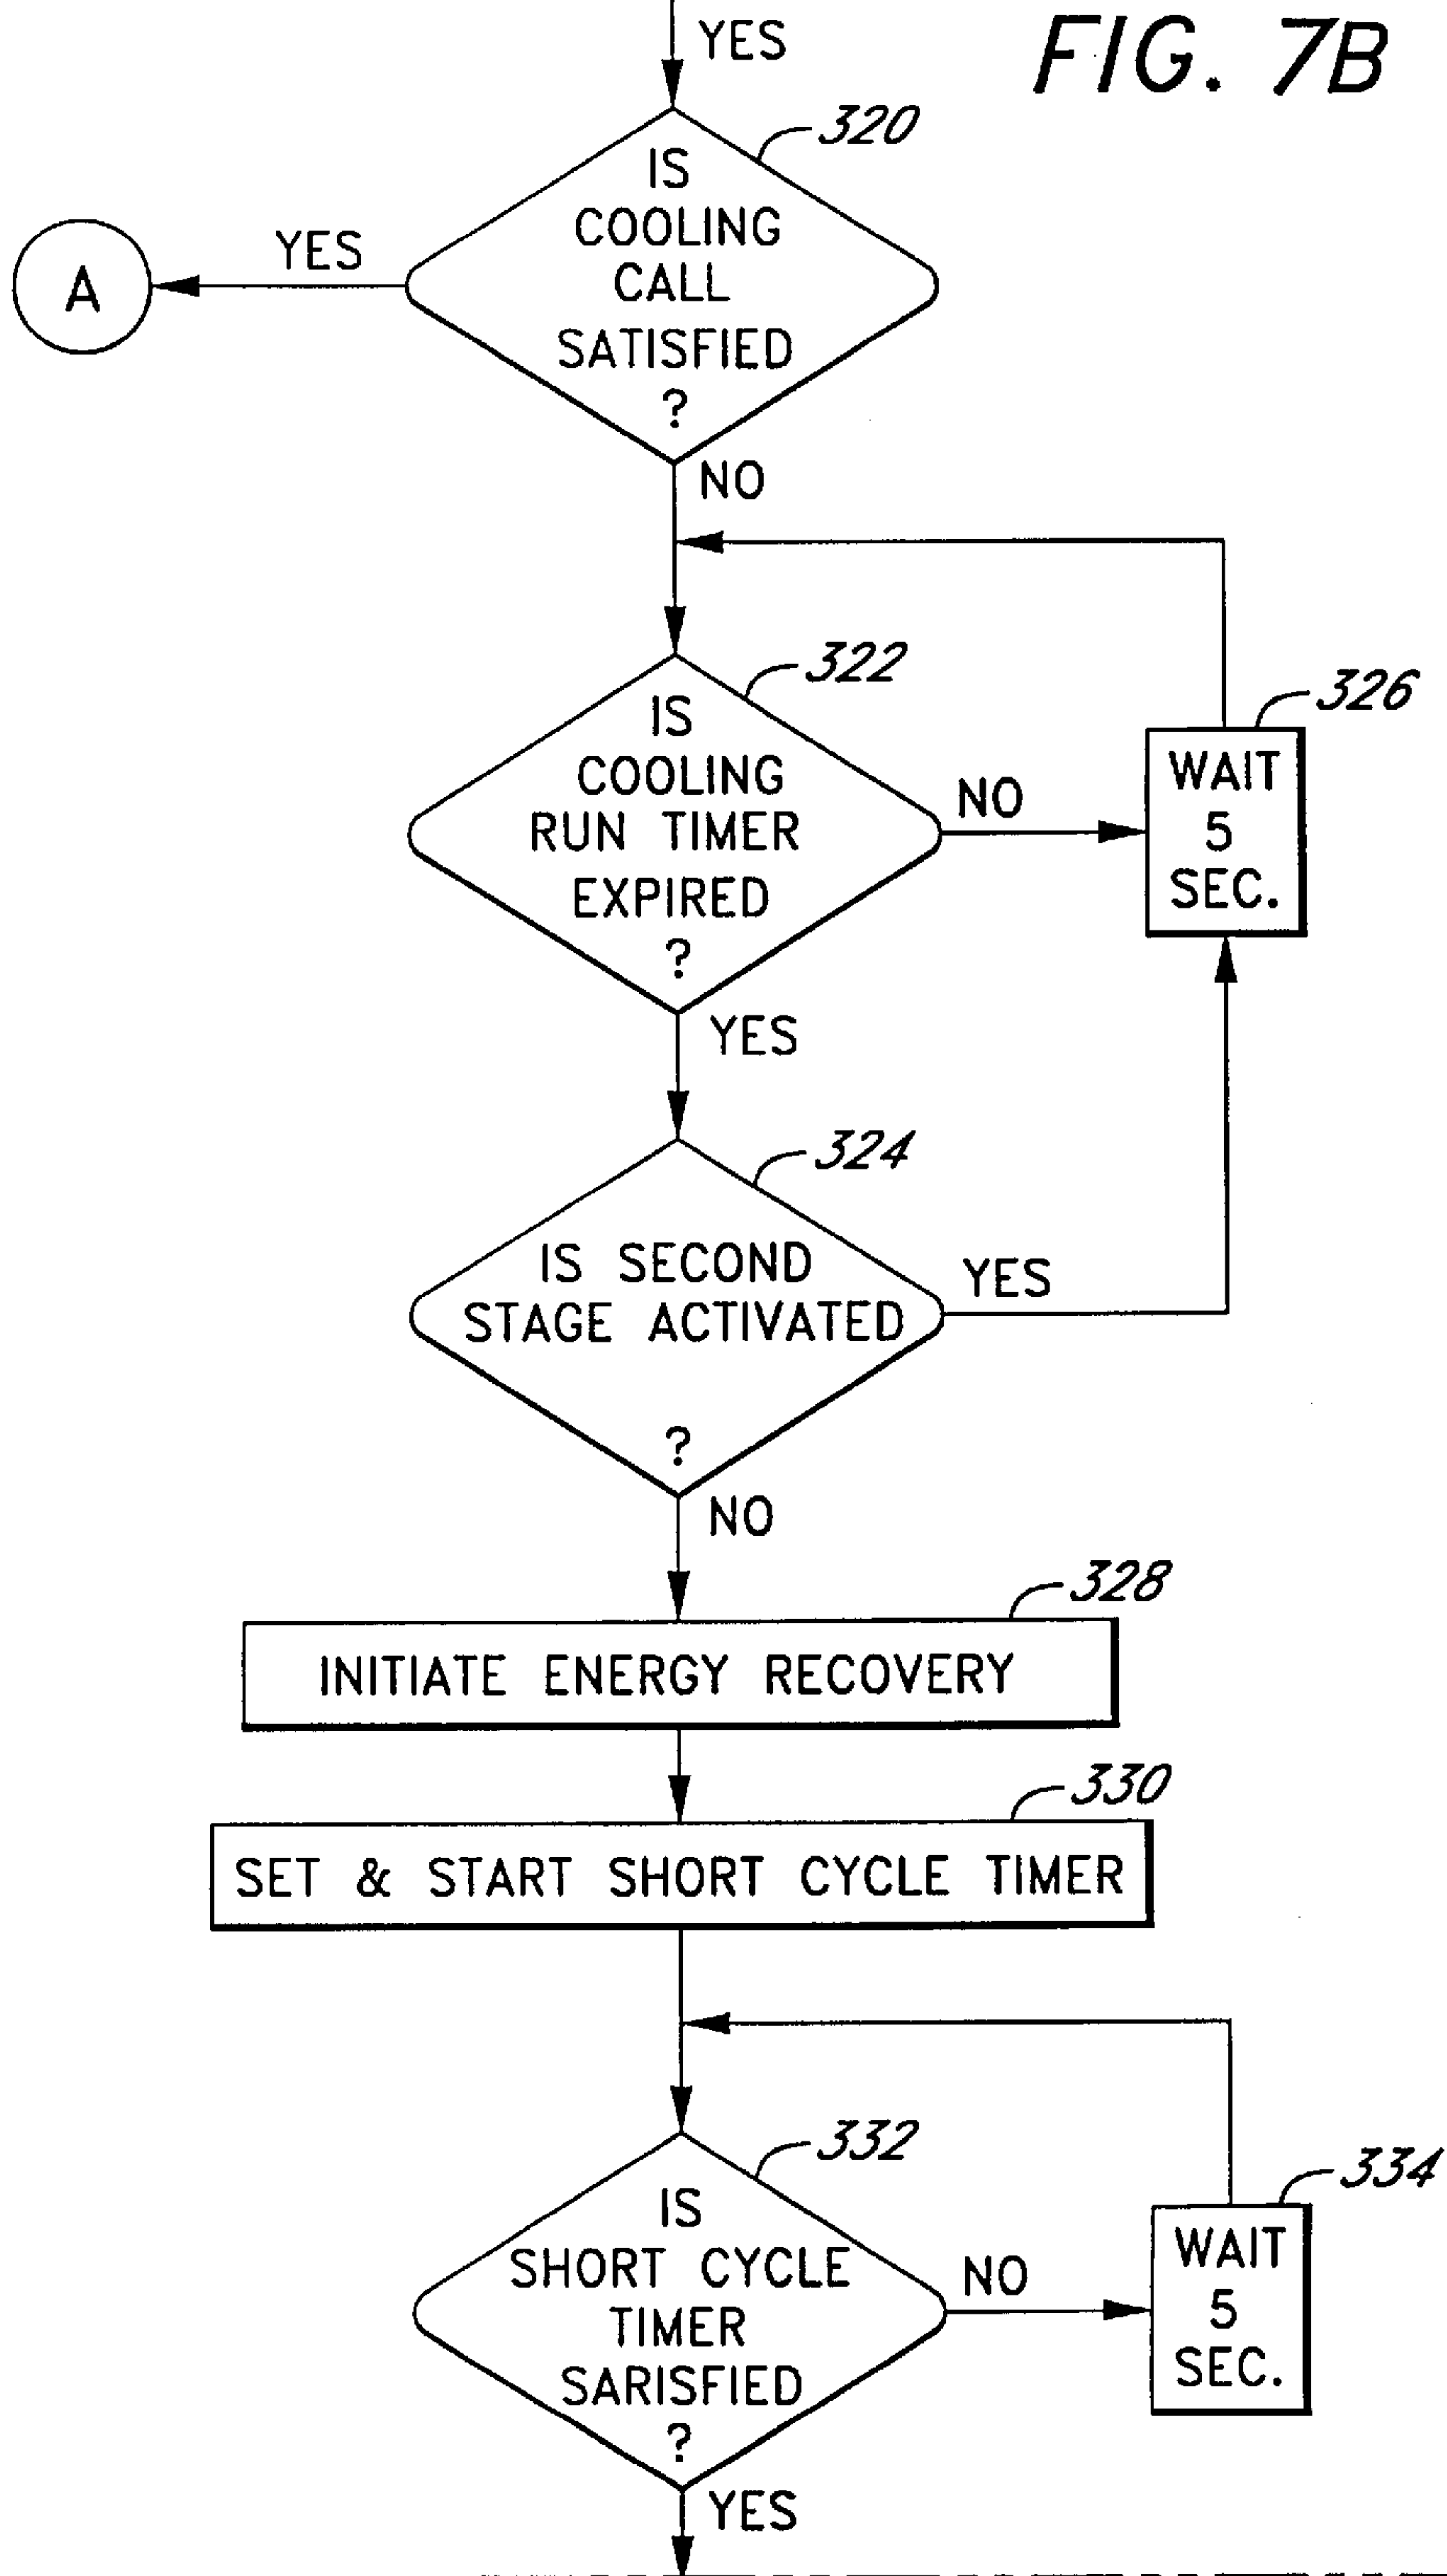 FIG. 7B
YES
320
IS
COOLING
CALL
SATISFIED
?
YES
A
NO
322
IS
COOLING
RUN TIMER
EXPIRED
?
NO
326
WAIT
5
SEC.
YES
324
IS SECOND
STAGE ACTIVATED
?
YES
NO
328
INITIATE ENERGY RECOVERY
330
SET & START SHORT CYCLE TIMER
332
IS
SHORT CYCLE
TIMER
SARISFIED
?
NO
334
WAIT
5
SEC.
YES